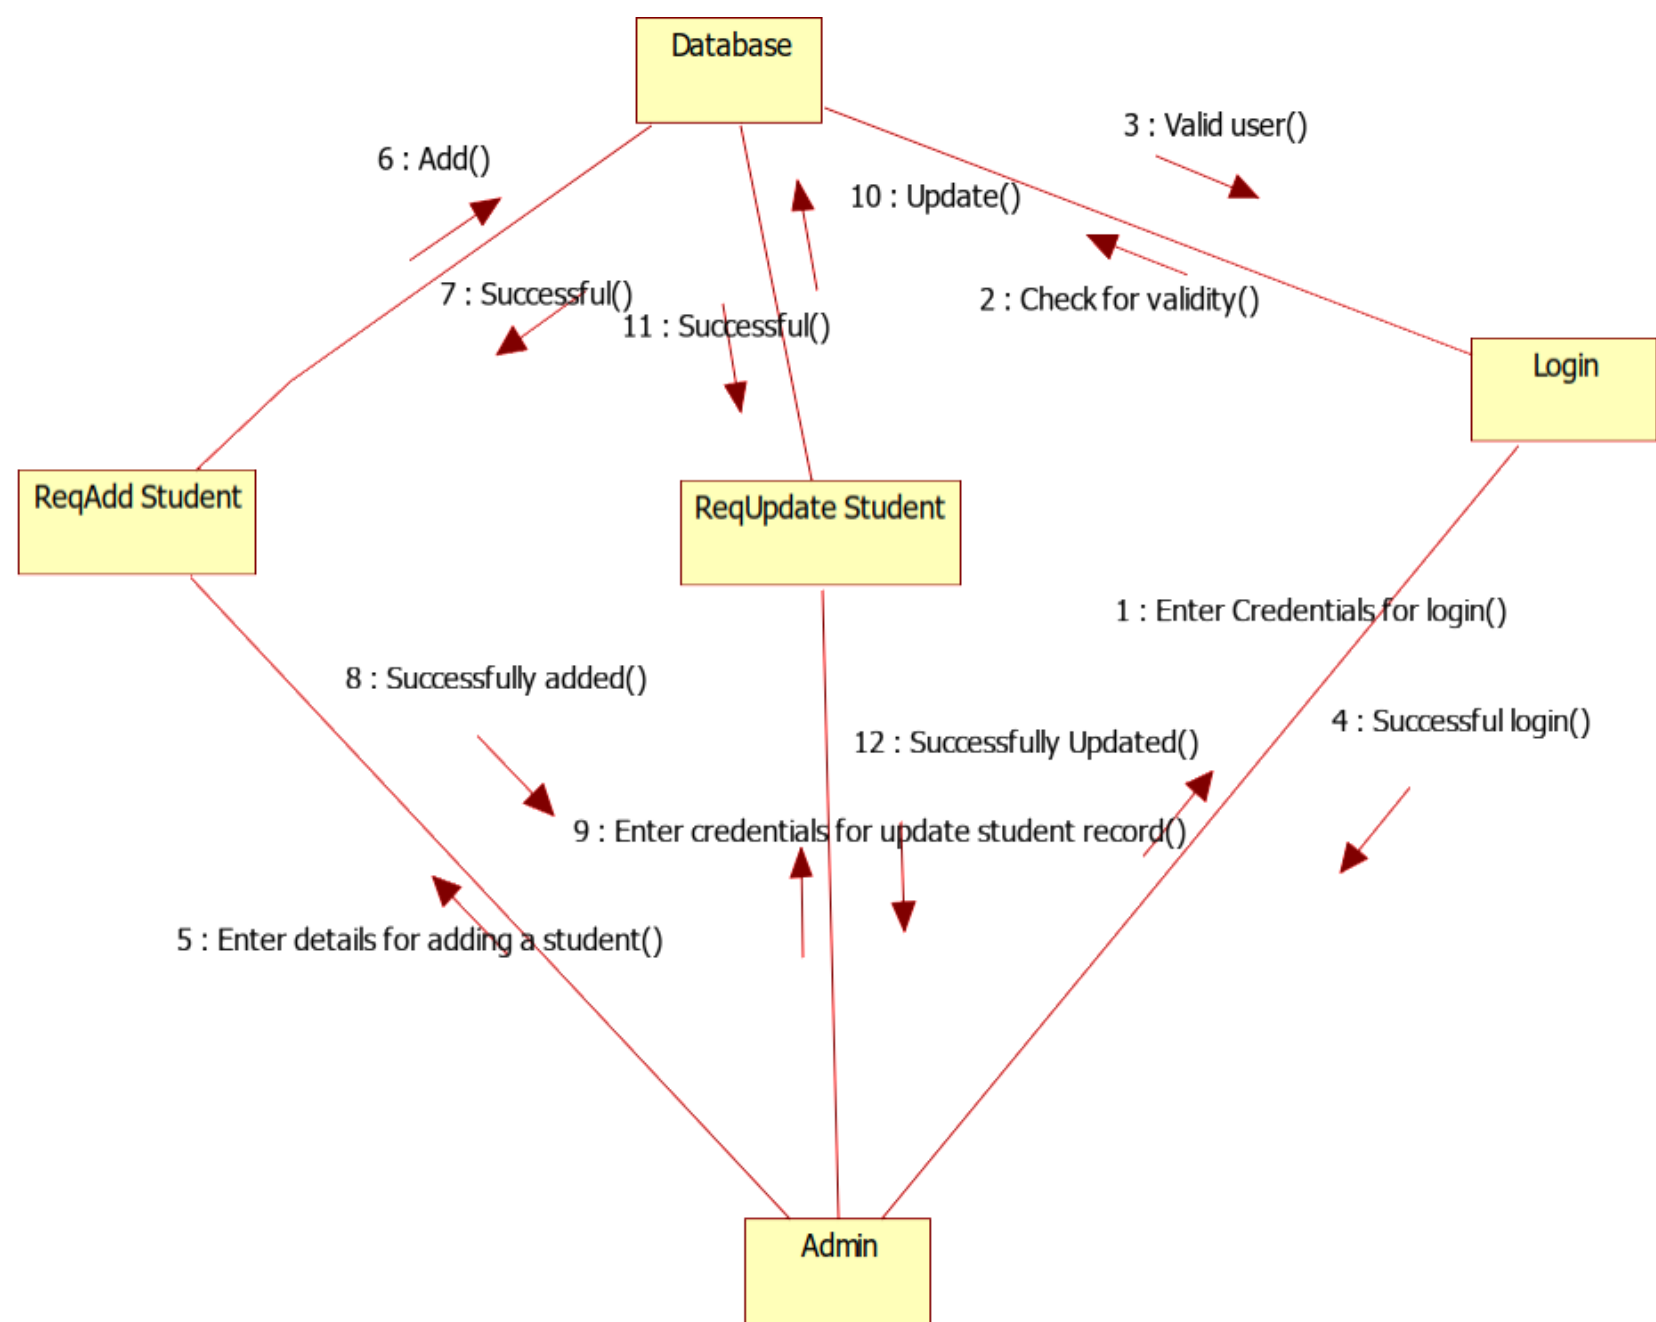 Database
3 : Valid user()
6 : Add()
10 : Update()
7 : Successful()
2 : Check for validity()
11 : Successful()
Login
ReqAdd Student
ReqUpdate Student
1 : Enter Credentials for login()
8 : Successfully added()
4 : Successful login()
12 : Successfully Updated()
9 : Enter credentials for update student record()
5 : Enter details for adding a student()
Admin